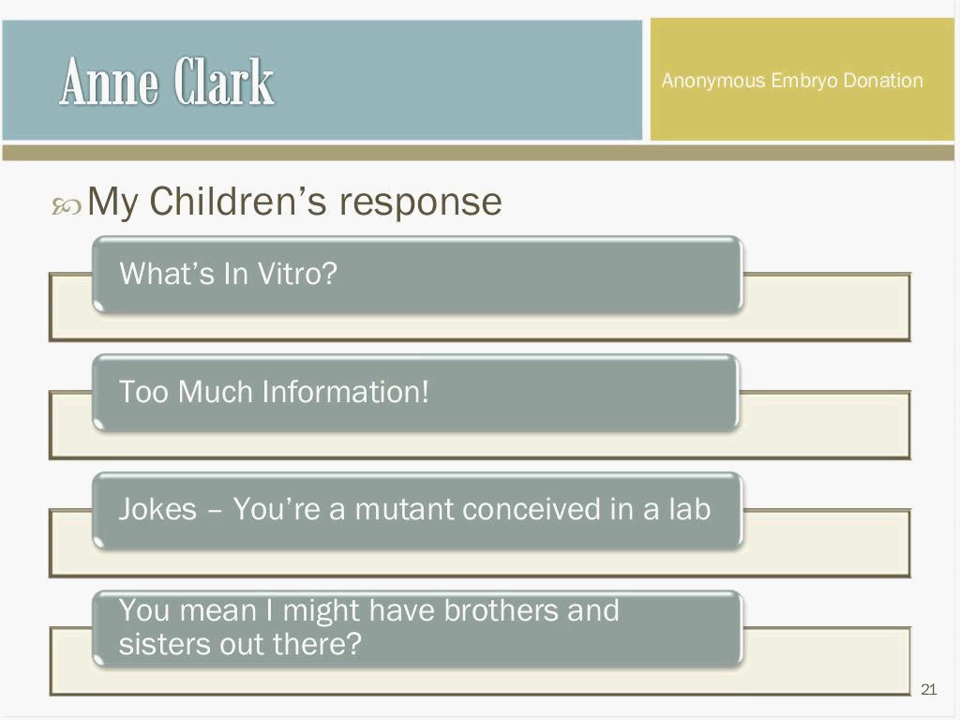 Anne Clark
Anonymous Embryo Donation
My Children’s response
What’s In Vitro?
Too Much Information!
Jokes – You’re a mutant conceived in a lab
You mean I might have brothers and
sisters out there?
21